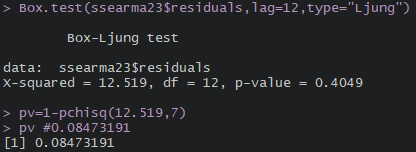 > Box.test(ssearma23$residuals,lag=12,type="Ljung")
Box-Ljung test
data:  ssearma23$residuals
X-squared = 12.519, df = 12, p-value = 0.4049
> pv=1-pchisq(12.519,7)
> pv #0.08473191
[1] 0.08473191